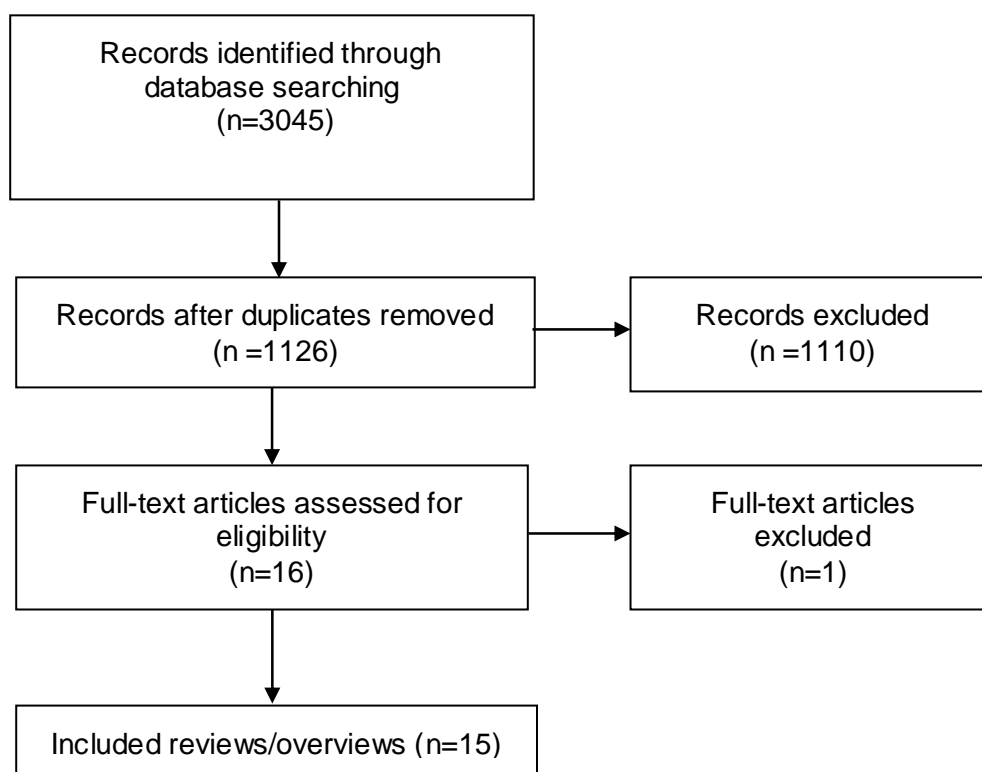 Records identified through
database searching
(n=3045)
Records after duplicates removed
(n =1126)
Records excluded
(n =1110)
Full-text articles assessed for
eligibility
(n=16)
Full-text articles
excluded
(n=1)
Included reviews/overviews (n=15)